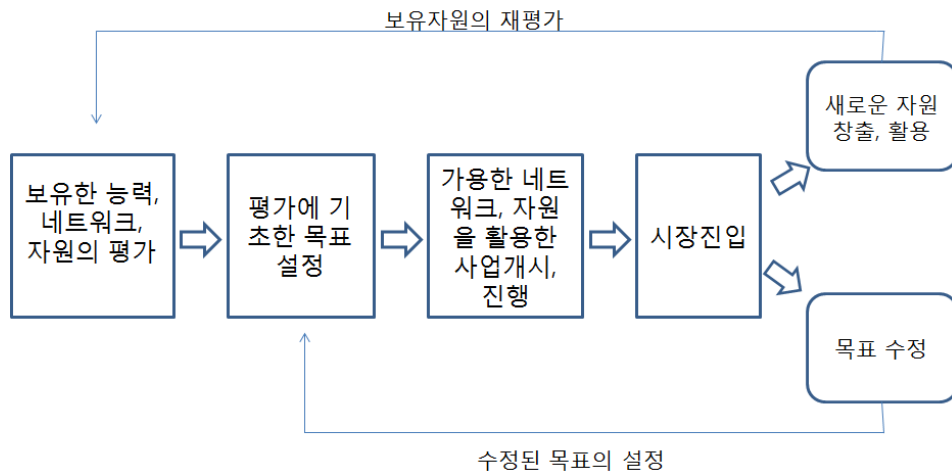 보유자원의 재평가
새로운 자원
창출, 활용
보유한 능력,
네트워크,
자원의 평가
평가에 기
초한 목표
설정
가용한 네트
워크, 자원
을 활용한
사업개시,
진행
시장진입
목표 수정
수정된 목표의 설정